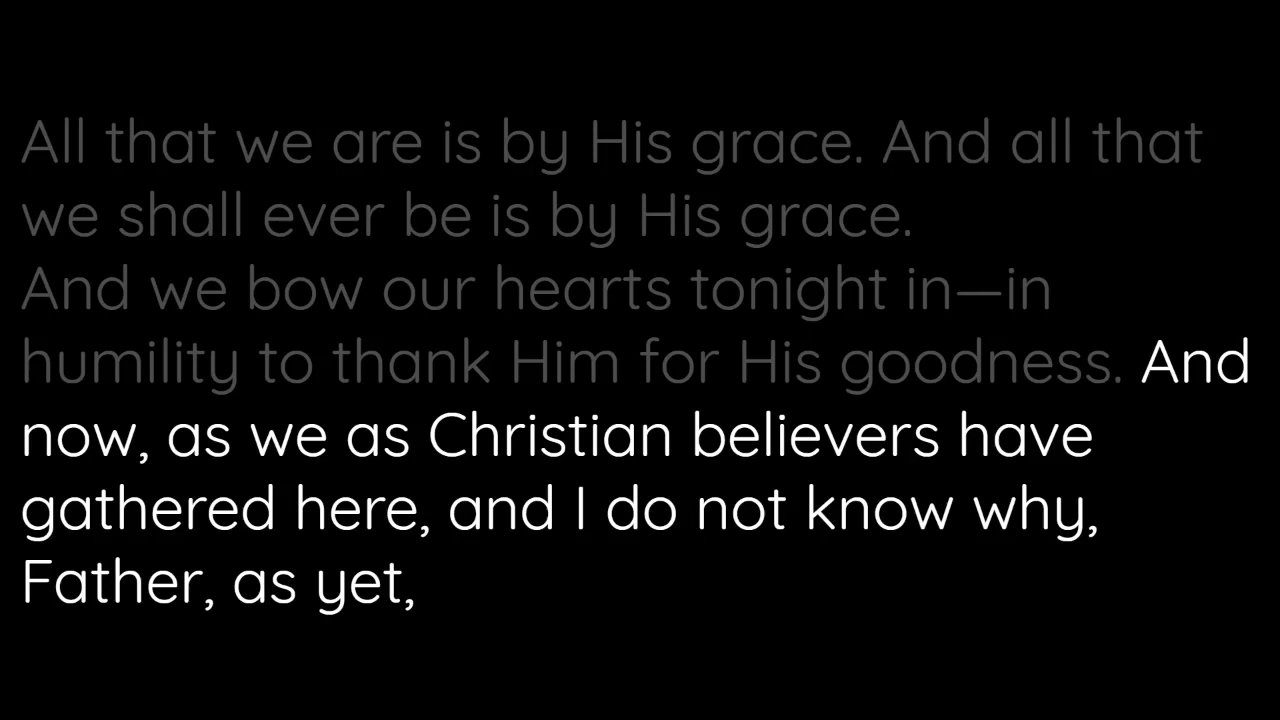 All that we are is by His grace. And all that
we shall ever be is by His grace.
And we bow our hearts tonight in—in
humility to thank Him for His goodness. And
now, as we as Christian believers have
gathered here, and I do not know why,
Father, as yet,